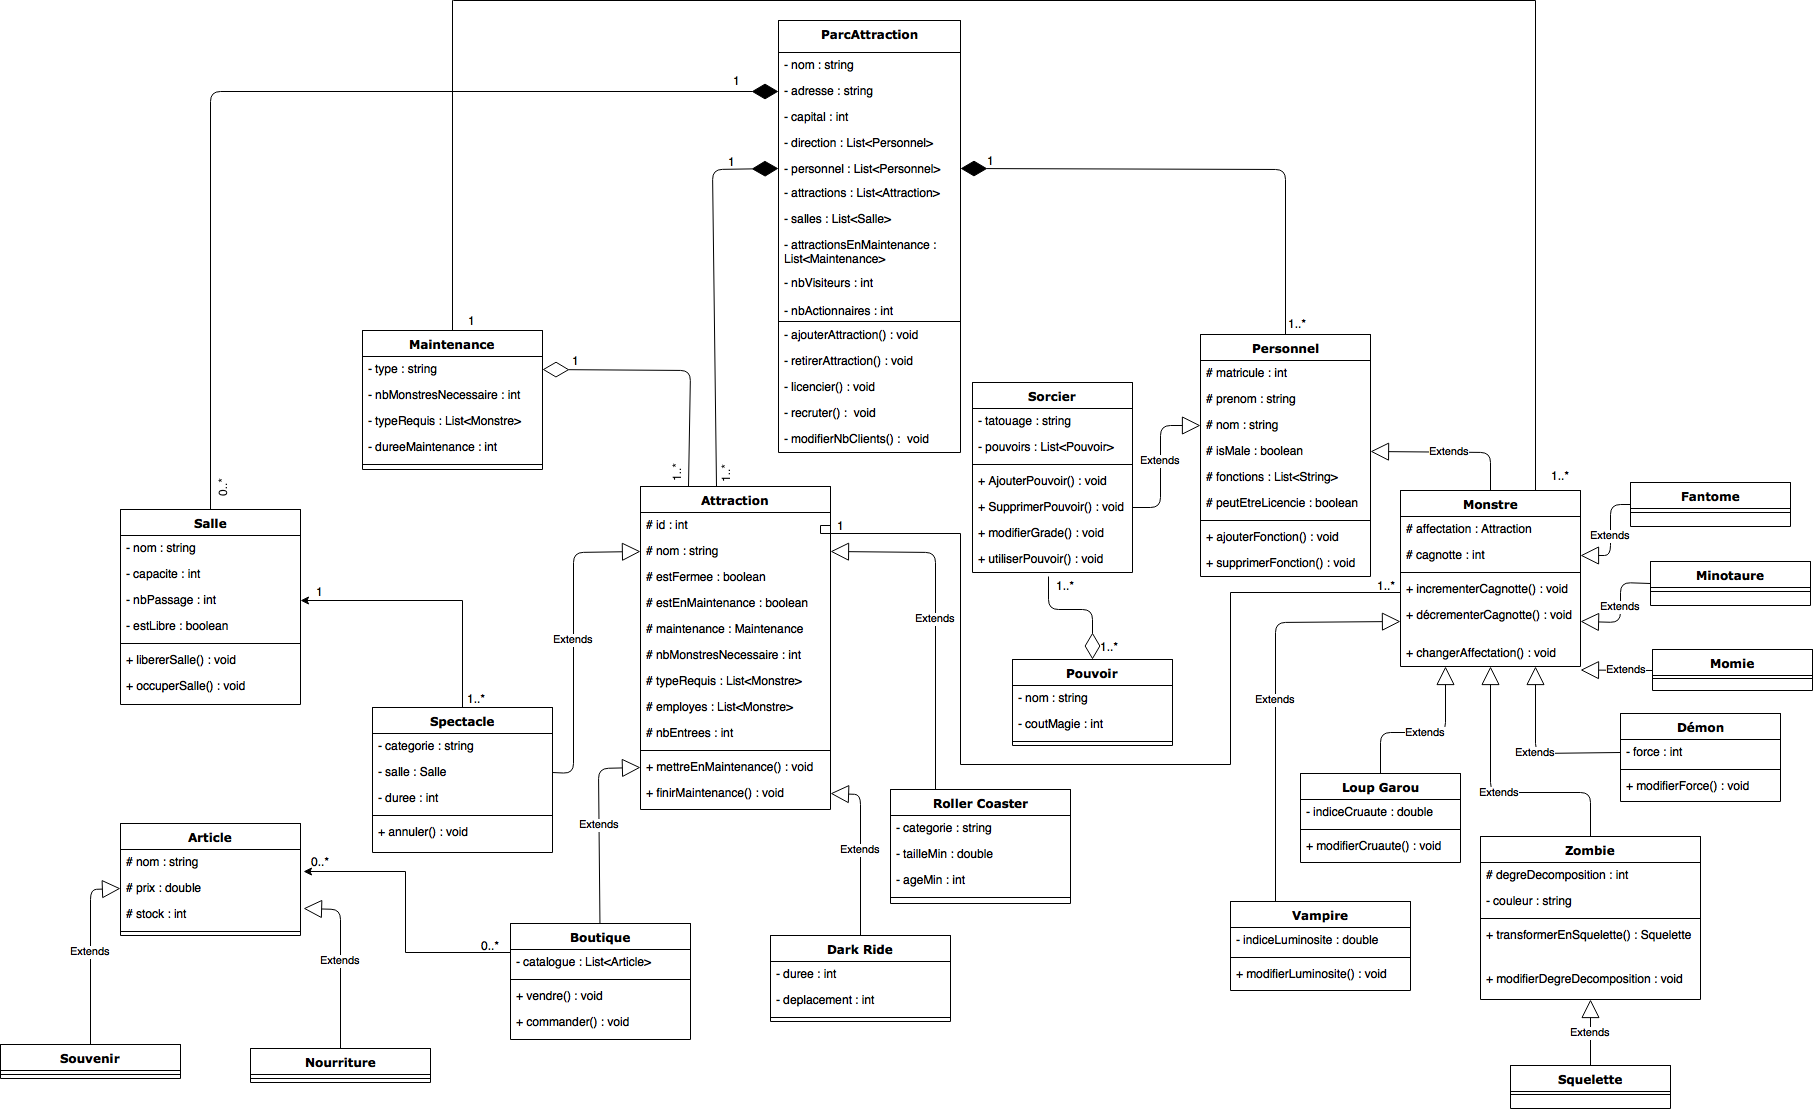 ParcAttraction
- nom : string
- adresse : string
- capital : int
- direction : List<Personnel>
- personnel : List<Personnel>
- attractions : List<Attraction>
- salles : List<Salle>
- attractionsEnMaintenance :
List<Maintenance>
- nbVisiteurs : int
- nbActionnaires : int
- ajouterAttraction() : void
- retirerAttraction() : void
- licencier() : void
- recruter() : void
- modifierNbClients() : void
1
1
1
1
Maintenance
- type : string
- nbMonstresNecessaire : int
- typeRequis : List<Monstre>
- dureeMaintenance : int
1
1..*
1..*
0..*
1..*
Personnel
# matricule : int
# prenom : string
# nom : string
# isMale : boolean
# fonctions : List<String>
# peutEtreLicencie : boolean
+ ajouterFonction() : void
+ supprimerFonction() : void
Sorcier
- tatouage : string
- pouvoirs : List<Pouvoir>
+ AjouterPouvoir() : void
+ SupprimerPouvoir() : void
+ modifierGrade() : void
+ utiliserPouvoir() : void
Extends
Extends
1..*
1..*
Pouvoir
- nom : string
- coutMagie : int
Salle
- nom : string
- capacite : int
- nbPassage : int
- estLibre : boolean
+ libererSalle() : void
+ occuperSalle() : void
1
1..*
Attraction
# id : int
# nom : string
# estFermee : boolean
# estEnMaintenance : boolean
# maintenance : Maintenance
# nbMonstresNecessaire : int
# typeRequis : List<Monstre>
# employes : List<Monstre>
# nbEntrees : int
+ mettreEnMaintenance() : void
+ finirMaintenance() : void
1
Extends
Extends
Extends
Extends
1..*
1..*
Monstre
# affectation : Attraction
# cagnotte : int
+ incrementerCagnotte() : void
+ décrementerCagnotte() : void
+ changerAffectation() : void
Fantome
Extends
Minotaure
Extends
Momie
Extends
Spectacle
- categorie : string
- salle : Salle
- duree : int
+ annuler() : void
Roller Coaster
- categorie : string
- tailleMin : double
- ageMin : int
Extends
Extends
Extends
Extends
Démon
- force : int
+ modifierForce() : void
Loup Garou
- indiceCruaute : double
+ modifierCruaute() : void
Article
# nom : string
# prix : double
# stock : int
0..*
0..*
Extends
Extends
Boutique
- catalogue : List<Article>
+ vendre() : void
+ commander() : void
Dark Ride
- duree : int
- deplacement : int
Vampire
- indiceLuminosite : double
+ modifierLuminosite() : void
Zombie
# degreDecomposition : int
- couleur : string
+ transformerEnSquelette() : Squelette
+ modifierDegreDecomposition : void
Extends
Souvenir
Nourriture
Squelette